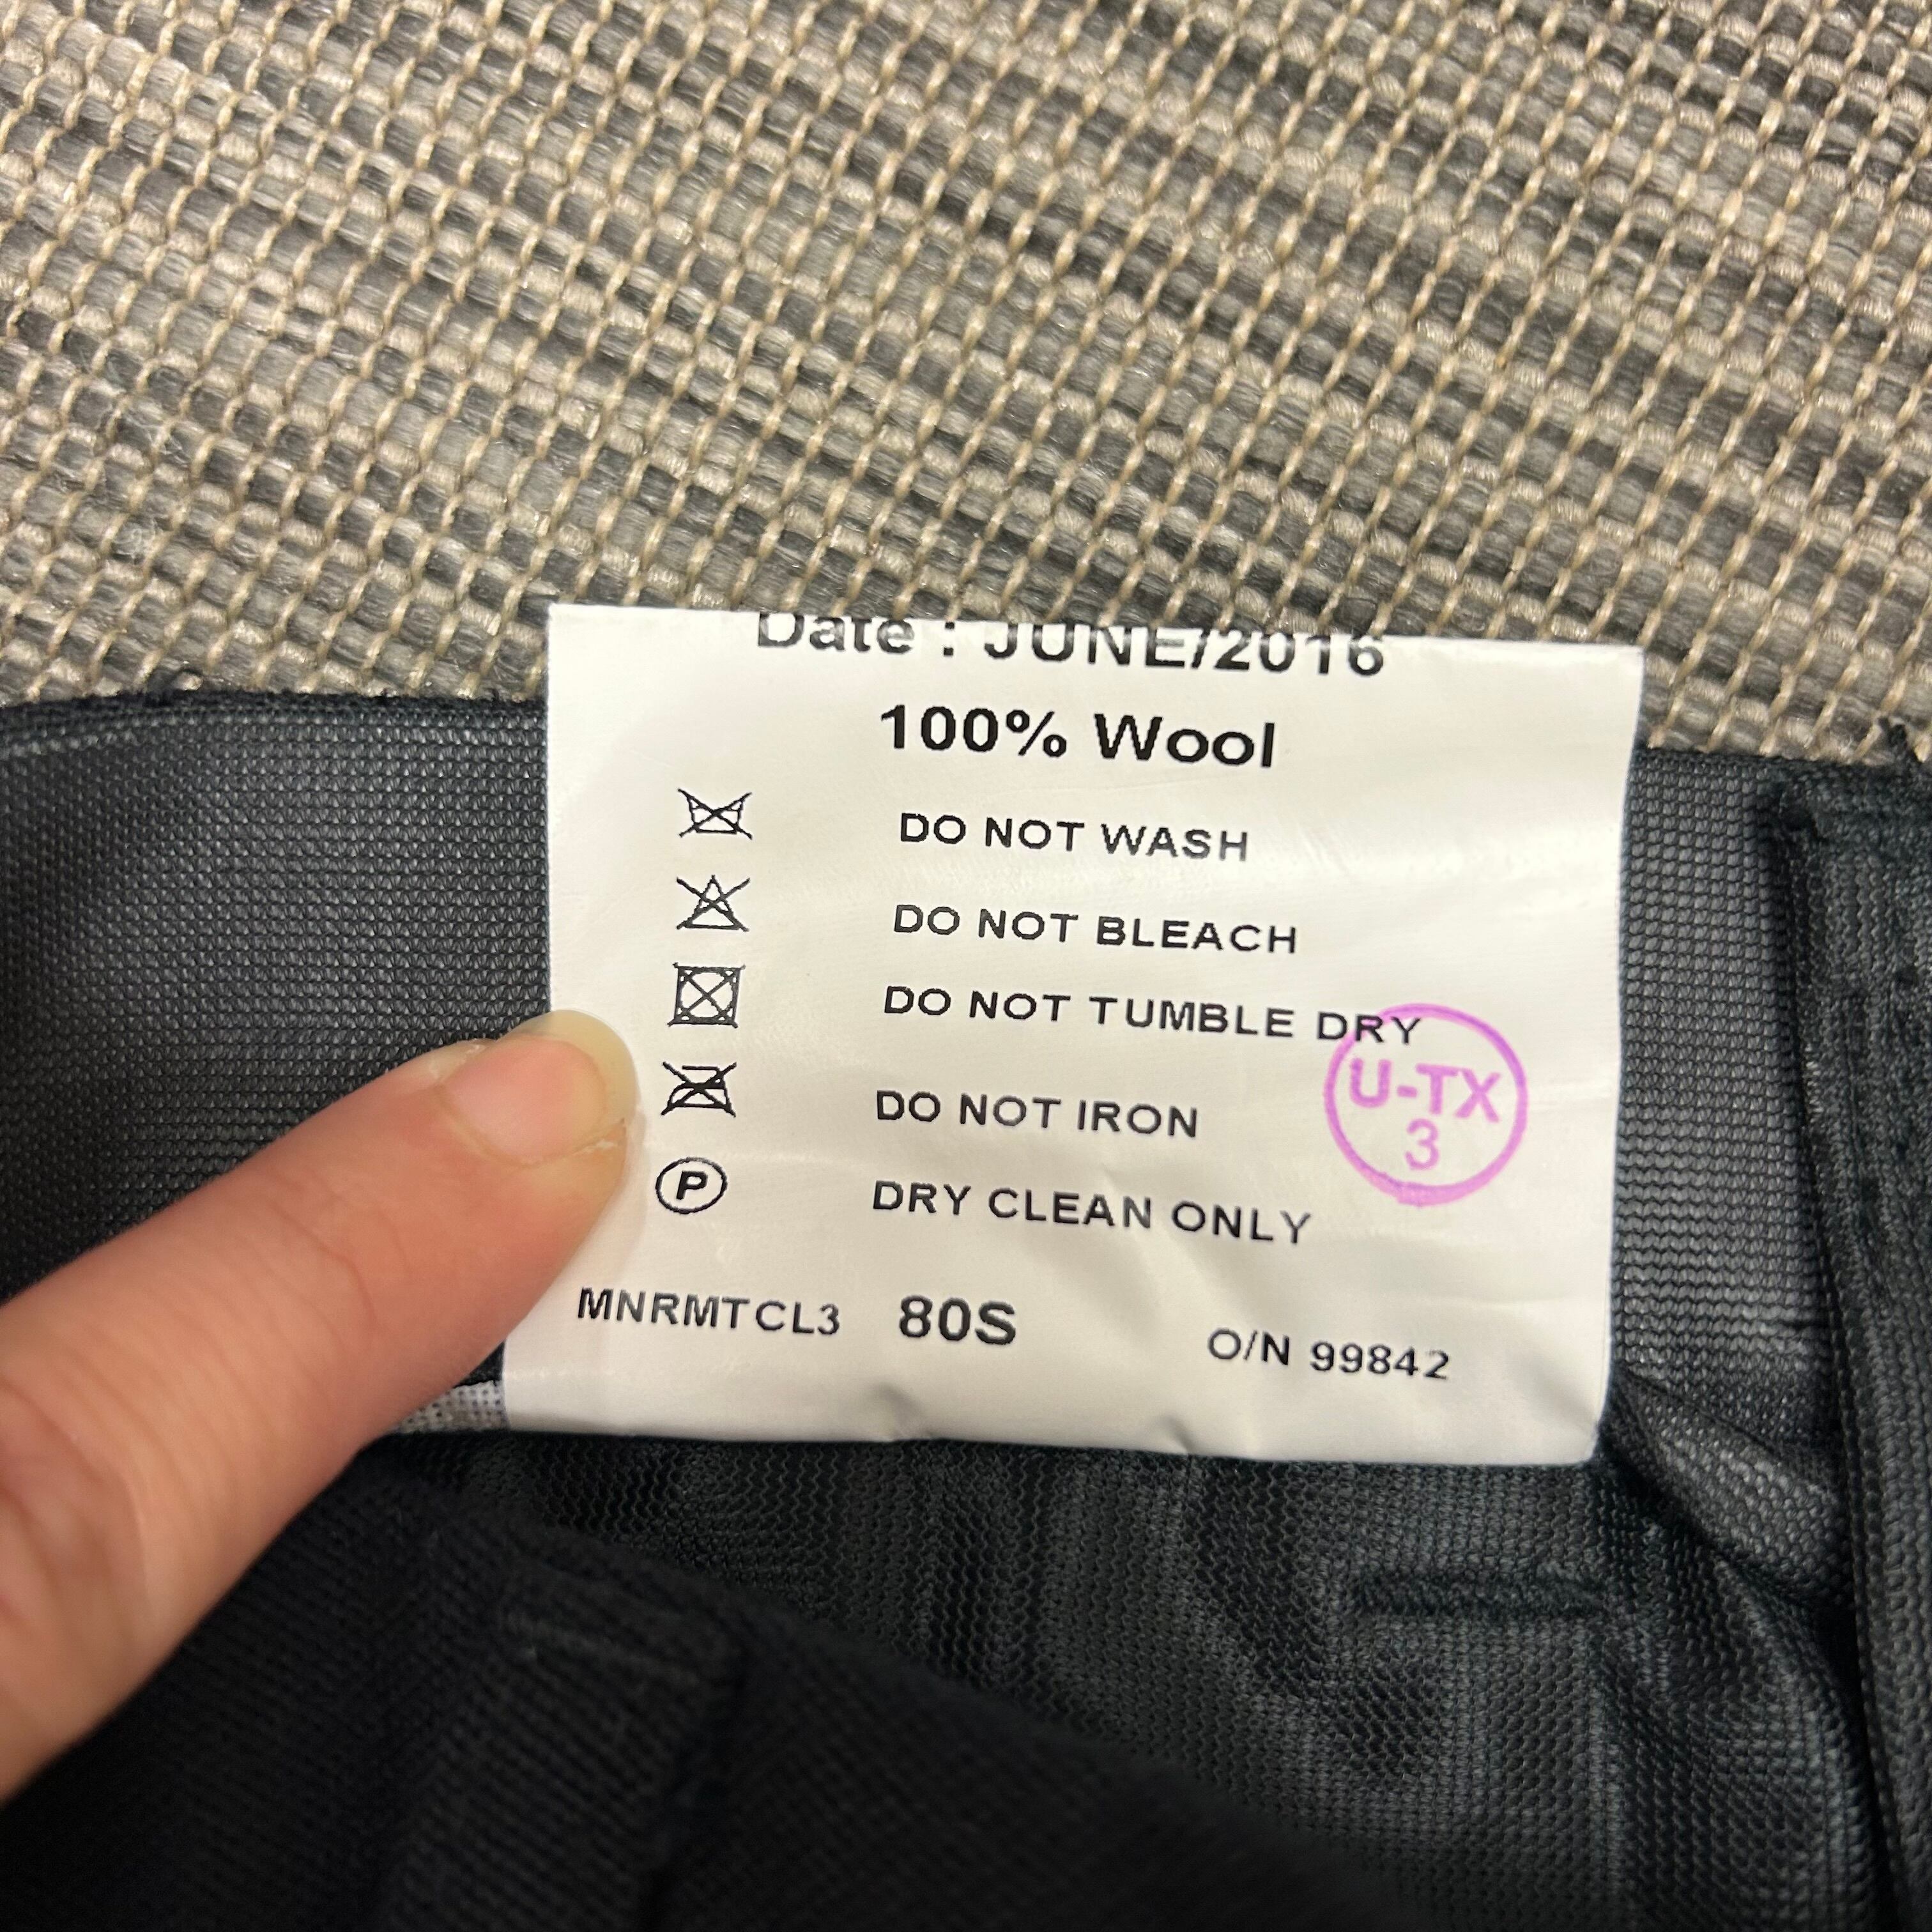 Date : JUNE/2016
100% Wool
DO NOT WASH
DO NOT BLEACH
DO NOT TUMBLE DRY
DO NOT IRON
U-TX
3
P
DRY CLEAN ONLY
MNRMTCL3 80S O/N 99842